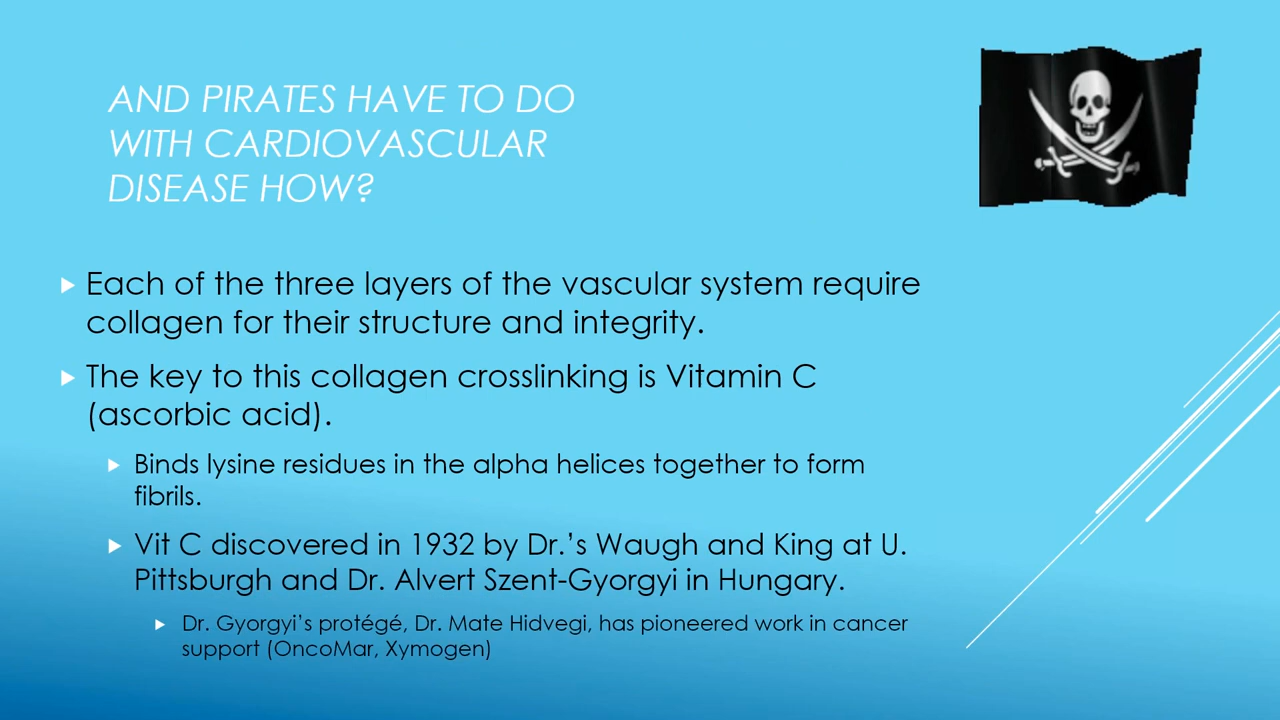 AND PIRATES HAVE TO DO
WITH CARDIOVASCULAR
DISEASE HOW?
Each of the three layers of the vascular system require
collagen for their structure and integrity.
The key to this collagen crosslinking is Vitamin C
(ascorbic acid).
Binds lysine residues in the alpha helices together to form
fibrils.
Vit C discovered in 1932 by Dr.’s Waugh and King at U.
Pittsburgh and Dr. Alvert Szent-Gyorgyi in Hungary.
Dr. Gyorgyi’s protégé, Dr. Mate Hidvegi, has pioneered work in cancer
support (OncoMar, Xymogen)